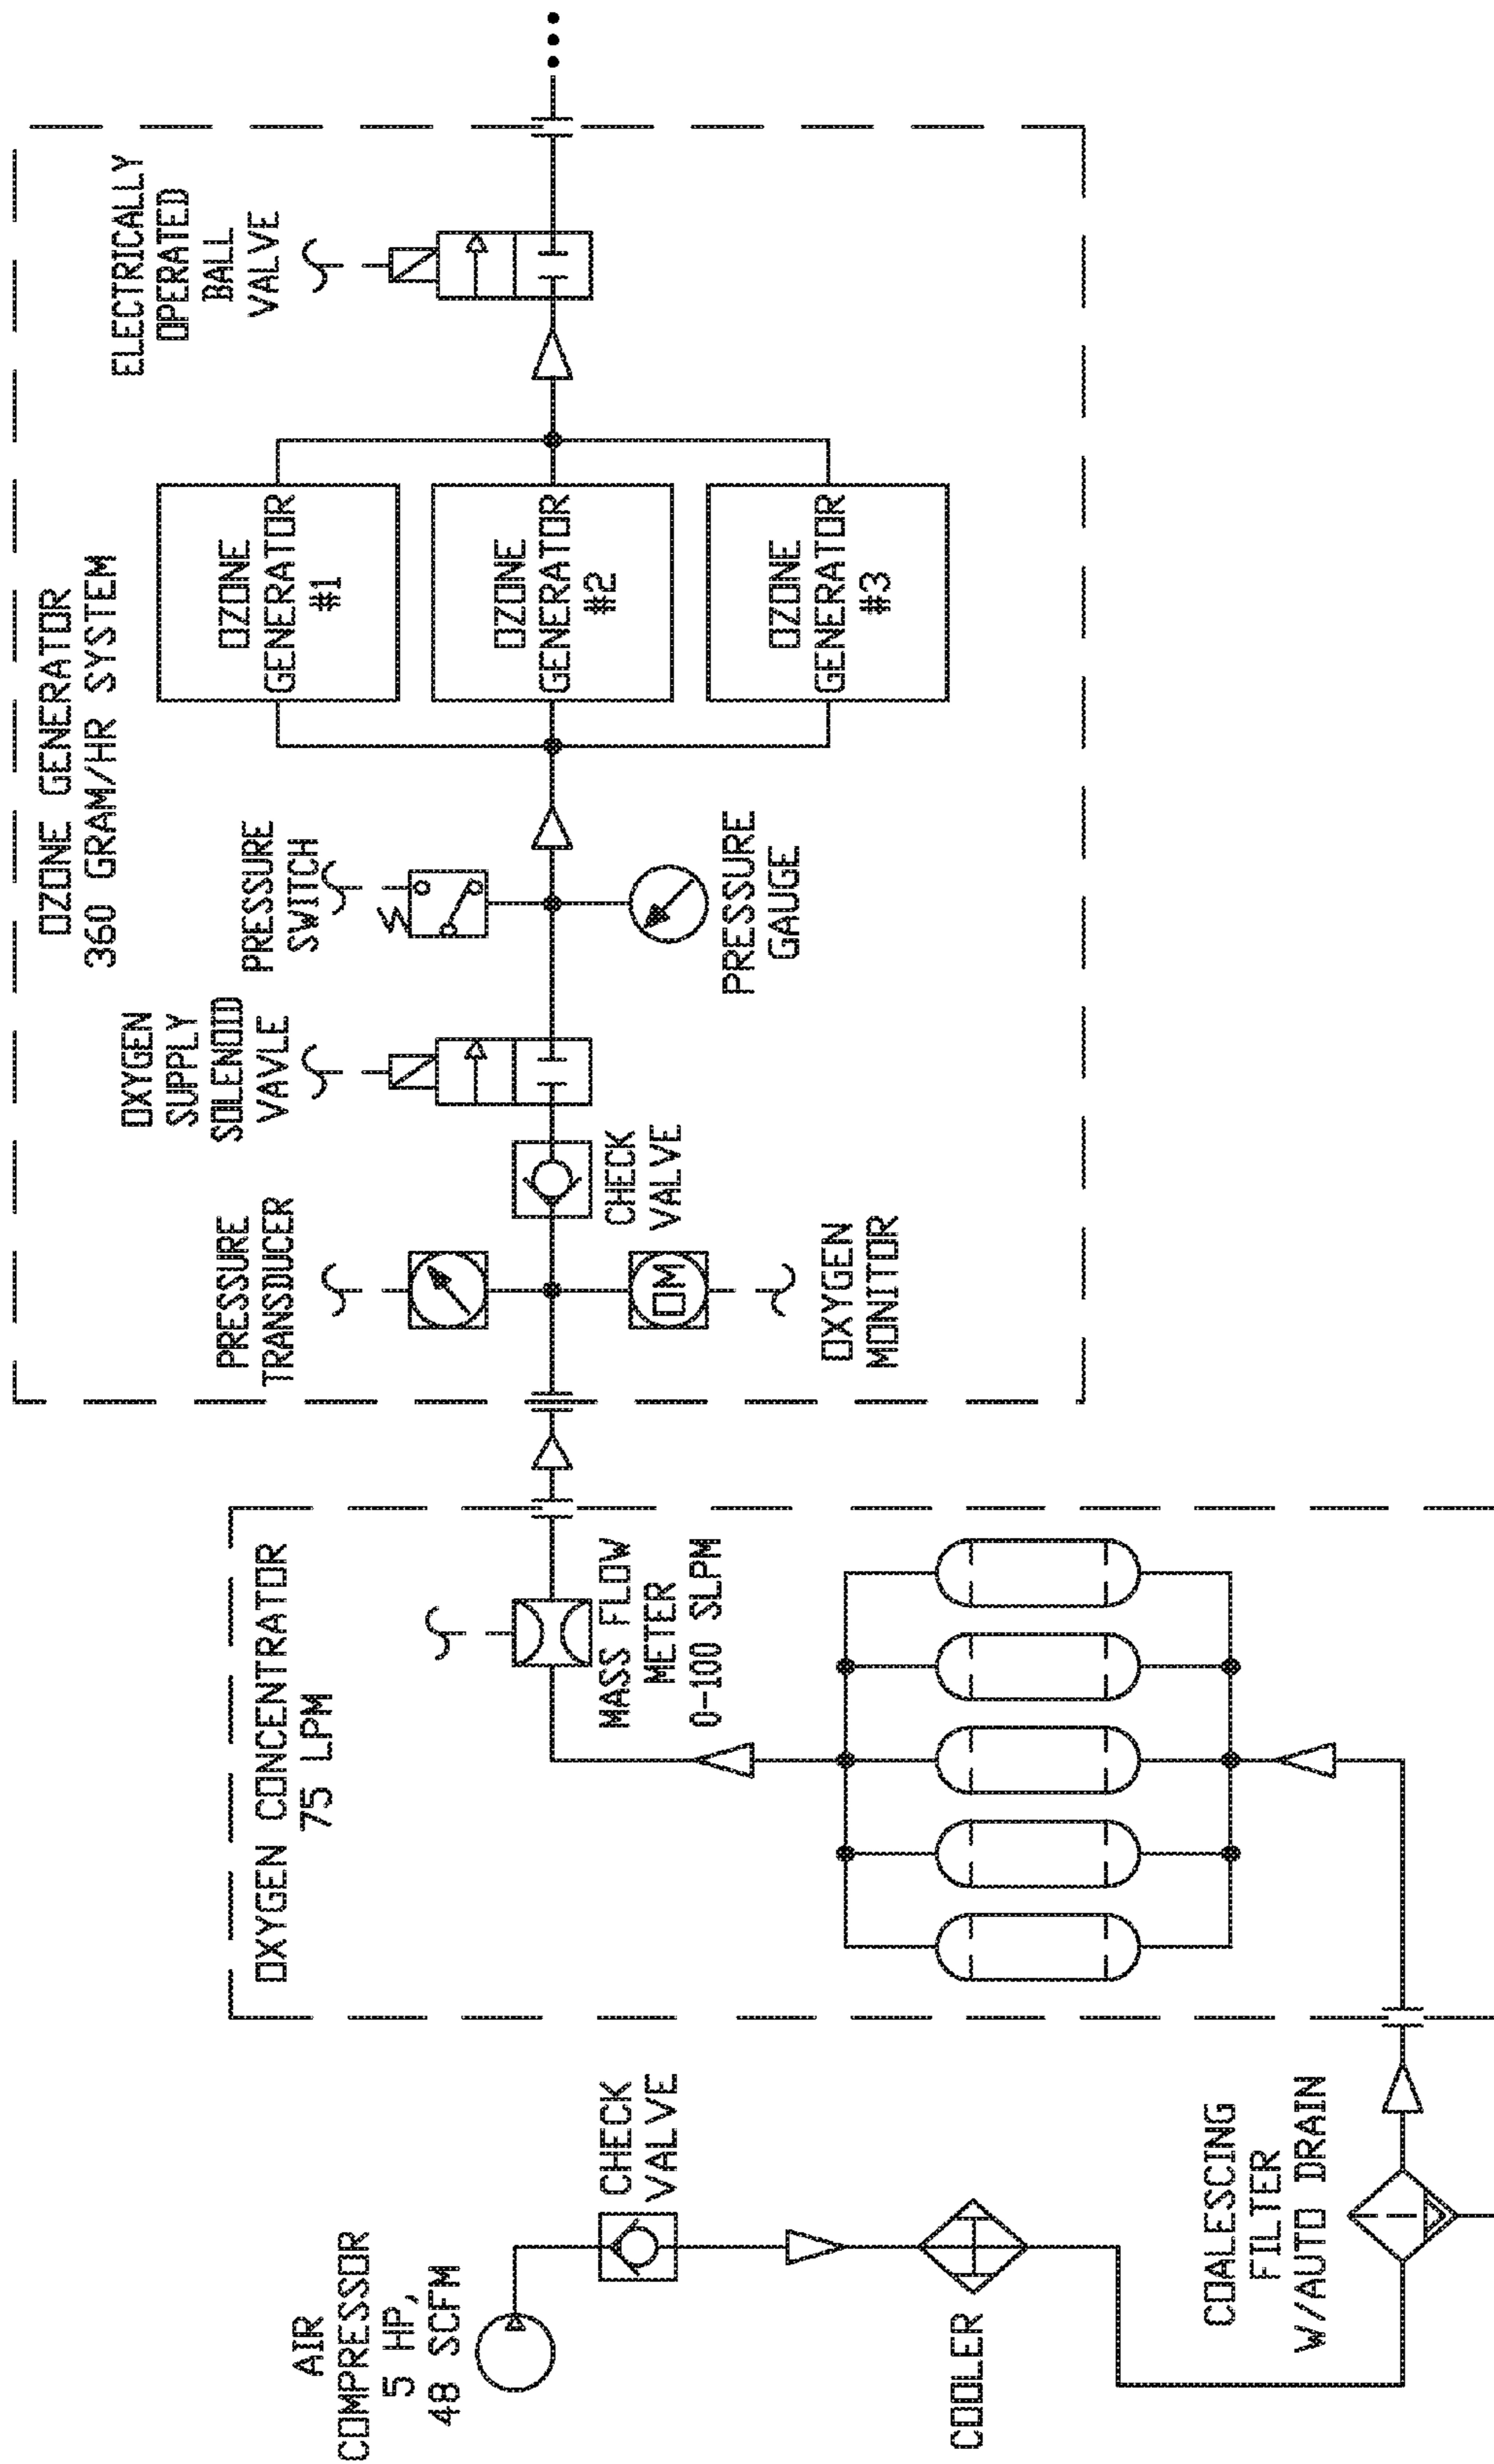 OZONE GENERATOR
360 GRAM/HR SYSTEM
ELECTRICALLY
OPERATED
BALL
VALVE
OZONE
GENERATOR
#1
OZONE
GENERATOR
#2
OZONE
GENERATOR
#3
PRESSURE
SWITCH
PRESSURE
GAUGE
OXYGEN
SUPPLY
SOLENOID
VAVLE
CHECK
VALVE
PRESSURE
TRANSDUCER
OM
OXYGEN
MONITOR
OXYGEN CONCENTRATOR
75 LPM
MASS FLOW
METER
0-100 SLPM
AIR
COMPRESSOR
5 HP,
48 SCFM
CHECK
VALVE
COOLER
COALESCING
FILTER
W/AUTO DRAIN